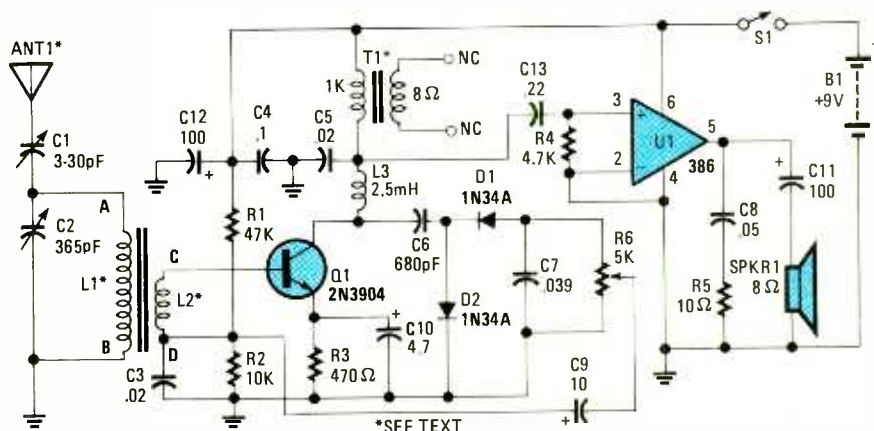 ANT1*
C1
3-30pF
C2
365pF
A
L1*
B
C
L2*
D
C3
.02
C12
100
+
C4
.1
C5
.02
T1*
1K
8Ω
NC
NC
L3
2,5mH
R1
47K
R2
10K
Q1
2N3904
R3
470Ω
+
C10
4.7
C6
680pF
D1
1N34A
D2
1N34A
C7
.039
R6
5K
C9
10
+
C13
.22
R4
4.7K
3
+
2
-
U1
386
6
5
4
C8
.05
R5
10Ω
+
C11
100
SPKR1
8Ω
S1
B1
+9V
*SEE TEXT